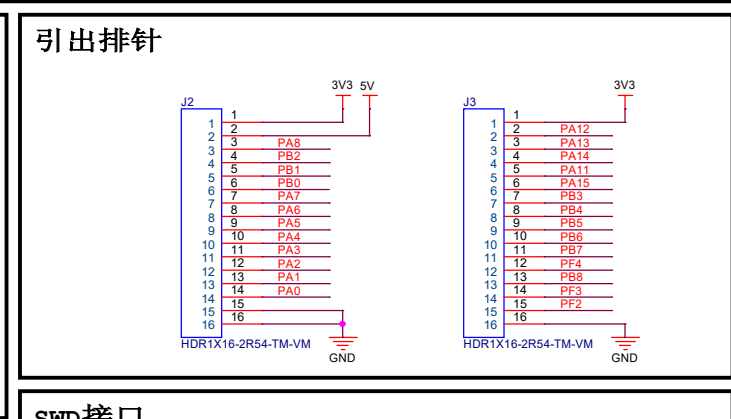 引出排针
3V3 5V
J2
1 1
2 2
3 3 PA8
4 4 PB2
5 5 PB1
6 6 PB0
7 7 PA7
8 8 PA6
9 9 PA5
10 10 PA4
11 11 PA3
12 12 PA2
13 13 PA1
14 14 PA0
15 15
16 16
HDR1X16-2R54-TM-VM
GND
3V3
J3
1 1
2 2 PA12
3 3 PA13
4 4 PA14
5 5 PA11
6 6 PA15
7 7 PB3
8 8 PB4
9 9 PB5
10 10 PB6
11 11 PB7
12 12 PF4
13 13 PB8
14 14 PF3
15 15 PF2
16 16
HDR1X16-2R54-TM-VM
GND
SWD接口